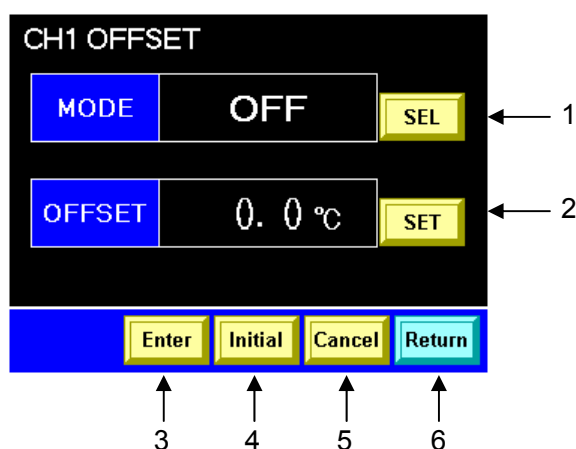 CH1 OFFSET
MODE OFF SEL 1
OFFSET 0. 0 ℃ SET 2
Enter Initial Cancel Return
3 4 5 6